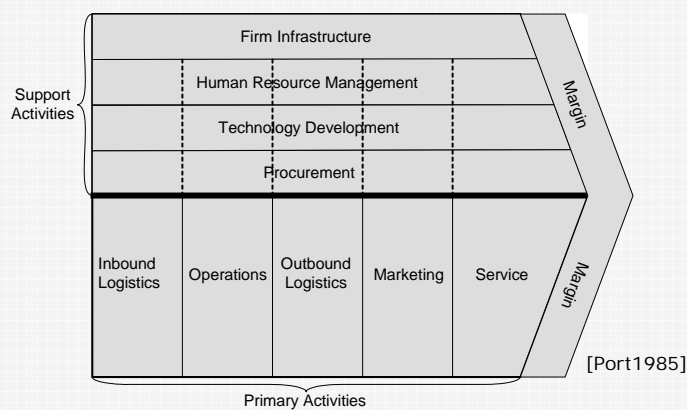 Firm Infrastructure
Human Resource Management
Support
Activities
Technology Development
Procurement
Margin
Inbound
Logistics
Operations
Outbound
Logistics
Marketing
Service
Margin
[Port1985]
Primary Activities